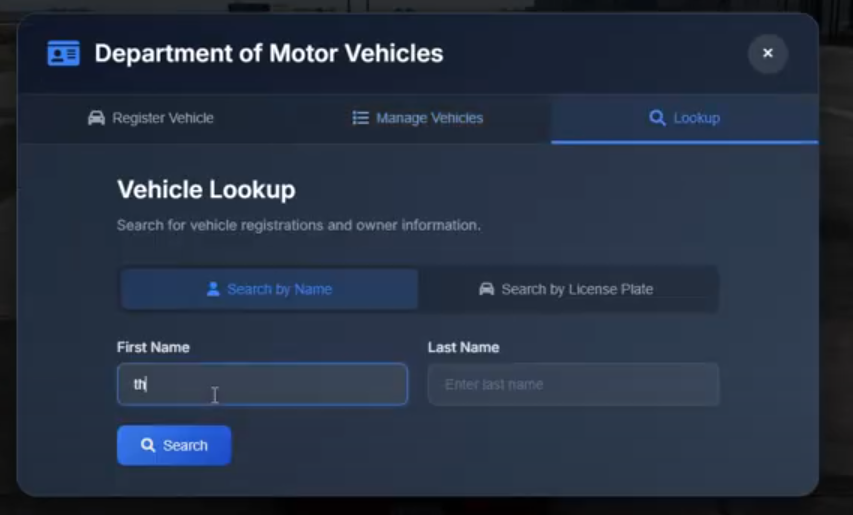 Department of Motor Vehicles
Register Vehicle
Manage Vehicles
Lookup
Vehicle Lookup
Search for vehicle registrations and owner information.
Search by Name
Search by License Plate
First Name
Last Name
th
Enter last name
Search